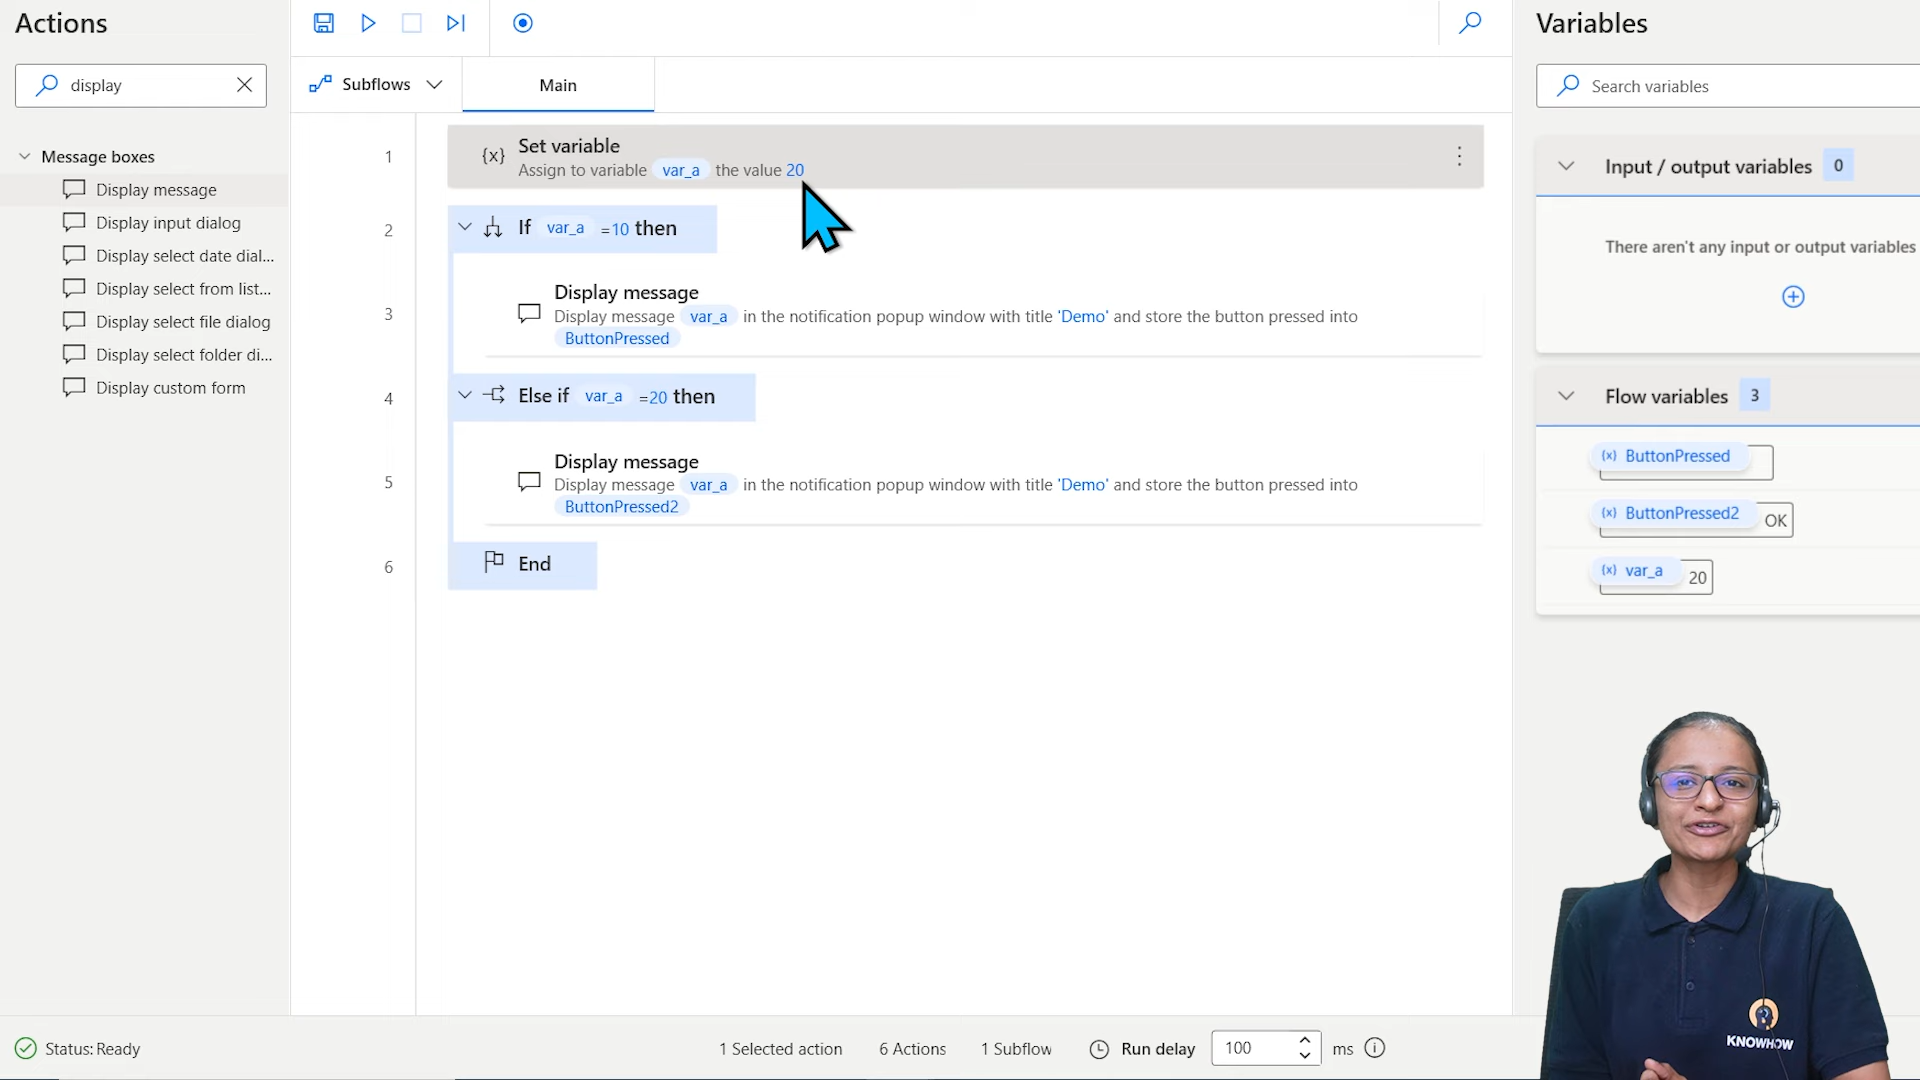 Actions
display
Message boxes
Display message
Display input dialog
Display select date dial...
Display select from list...
Display select file dialog
Display select folder di...
Display custom form
Subflows
Main
1
{x} Set variable
Assign to variable var_a the value 20
2
If var_a =10 then
3
Display message
Display message var_a in the notification popup window with title 'Demo' and store the button pressed into
ButtonPressed
4
Else if var_a =20 then
5
Display message
Display message var_a in the notification popup window with title 'Demo' and store the button pressed into
ButtonPressed2
6
End
Variables
Search variables
Input / output variables 0
There aren't any input or output variables
Flow variables 3
(x) ButtonPressed
(x) ButtonPressed2 OK
(x) var_a 20
KNOWHOW
Status: Ready
1 Selected action
6 Actions
1 Subflow
Run delay 100 ms